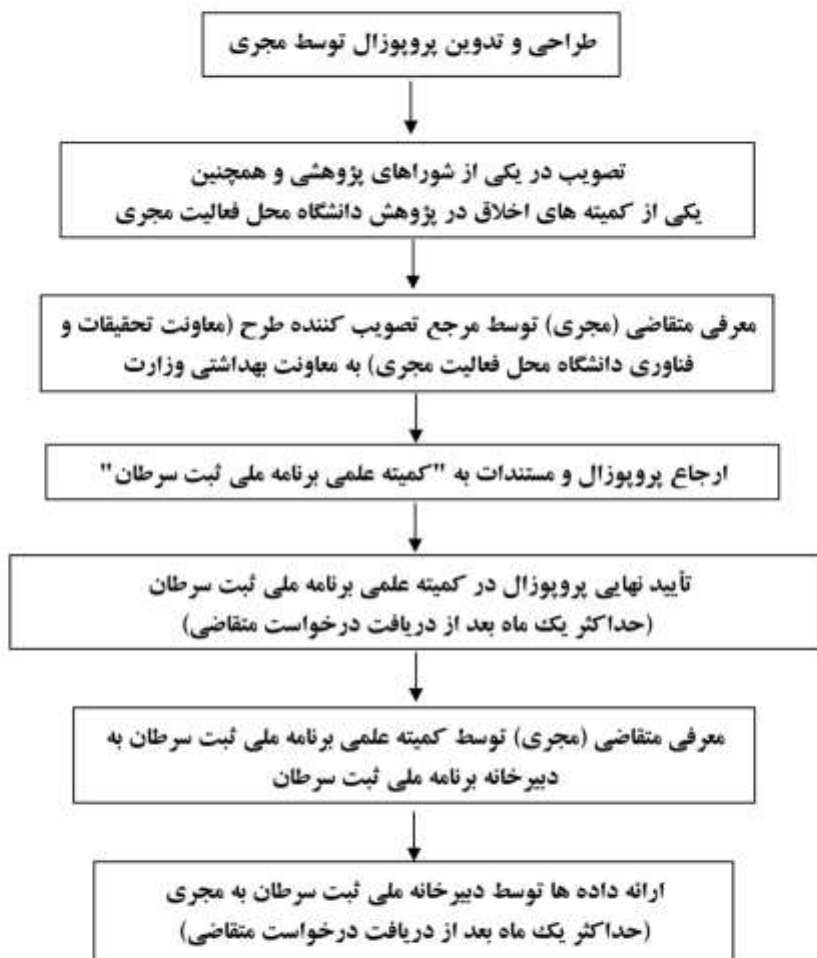 طراحی و تدوین پروپوزال توسط مجری
تصویب در یکی از شوراهای پژوهشی و همچنین
یکی از کمیته های اخلاق در پژوهش دانشگاه محل فعالیت مجری
معرفی متقاضی (مجری) توسط مرجع تصویب کننده طرح (معاونت تحقیقات و
فناوری دانشگاه محل فعالیت مجری) به معاونت بهداشتی وزارت
ارجاع پروپوزال و مستندات به "کمیته علمی برنامه ملی ثبت سرطان"
تأیید نهایی پروپوزال در کمیته علمی برنامه ملی ثبت سرطان
(حداکثر یک ماه بعد از دریافت درخواست متقاضی)
معرفی متقاضی (مجری) توسط کمیته علمی برنامه ملی ثبت سرطان به
دبیرخانه برنامه ملی ثبت سرطان
ارائه داده ها توسط دبیرخانه ملی ثبت سرطان به مجری
(حداکثر یک ماه بعد از دریافت درخواست متقاضی)